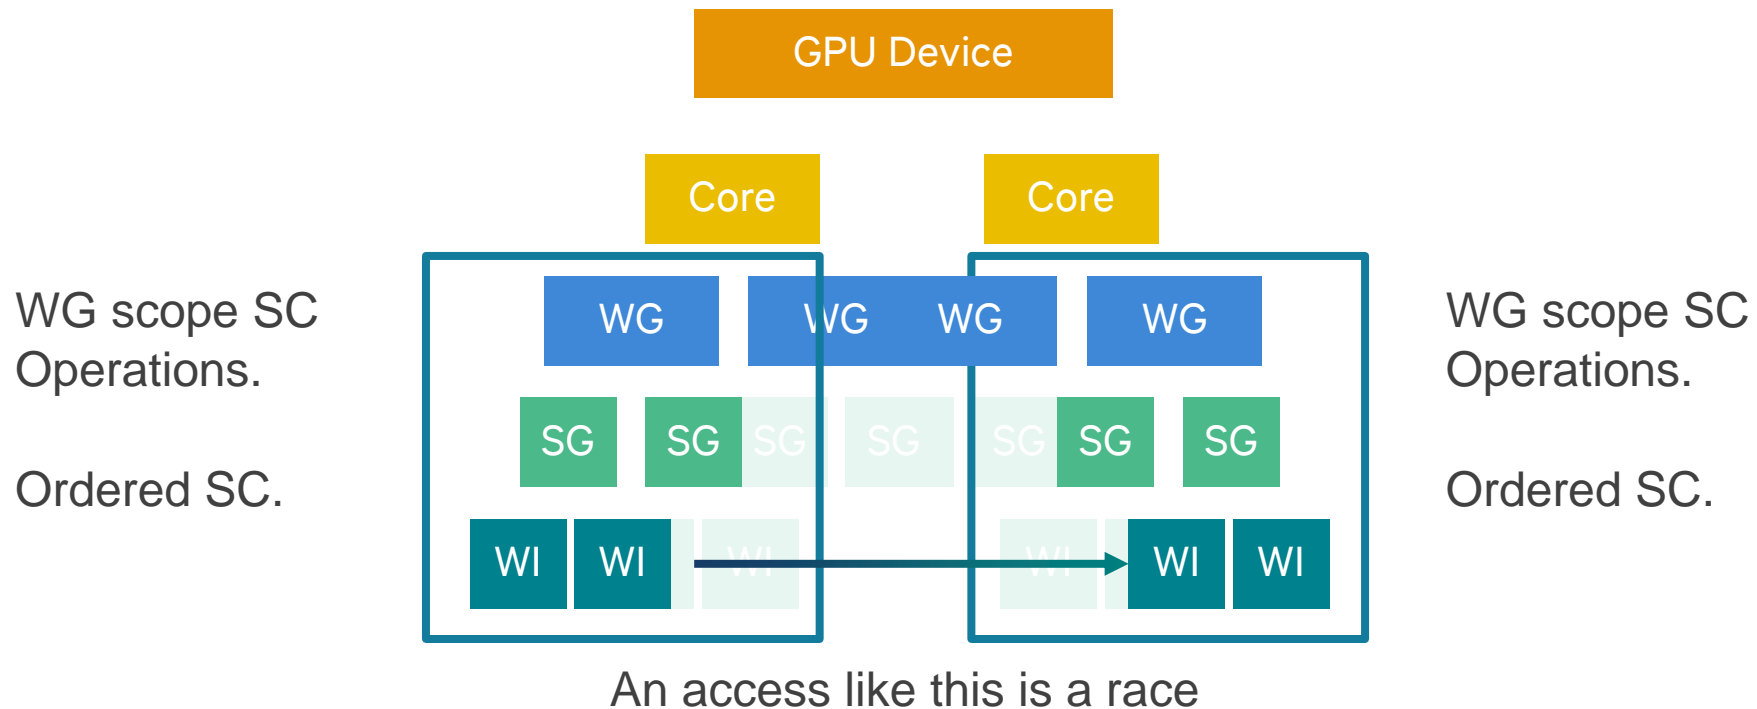 GPU Device
Core Core
WG scope SC
Operations.
Ordered SC.
WG WG WG WG
SG SG SG SG SG SG SG
WI WI WI WI WI WI
WG scope SC
Operations.
Ordered SC.
An access like this is a race